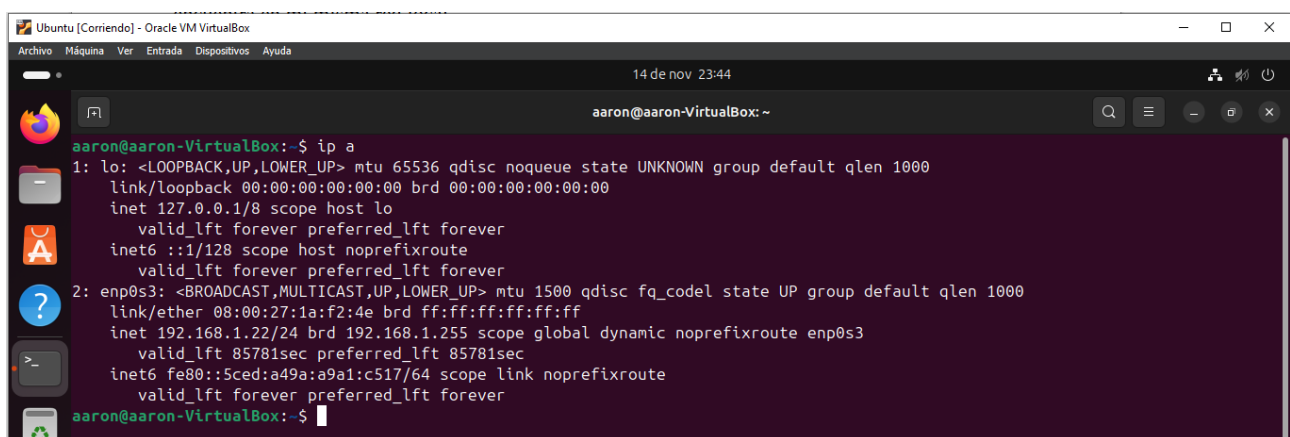 Ubuntu [Corriendo] - Oracle VM VirtualBox
Archivo Máquina Ver Entrada Dispositivos Ayuda
14 de nov 23:44
aaron@aaron-VirtualBox: ~
aaron@aaron-VirtualBox:~$ ip a
1: lo: <LOOPBACK,UP,LOWER_UP> mtu 65536 qdisc noqueue state UNKNOWN group default qlen 1000
    link/loopback 00:00:00:00:00:00 brd 00:00:00:00:00:00
    inet 127.0.0.1/8 scope host lo
       valid_lft forever preferred_lft forever
    inet6 ::1/128 scope host noprefixroute
       valid_lft forever preferred_lft forever
2: enp0s3: <BROADCAST,MULTICAST,UP,LOWER_UP> mtu 1500 qdisc fq_codel state UP group default qlen 1000
    link/ether 08:00:27:1a:f2:4e brd ff:ff:ff:ff:ff:ff
    inet 192.168.1.22/24 brd 192.168.1.255 scope global dynamic noprefixroute enp0s3
       valid_lft 85781sec preferred_lft 85781sec
    inet6 fe80::5ced:a49a:a9a1:c517/64 scope link noprefixroute
       valid_lft forever preferred_lft forever
aaron@aaron-VirtualBox:~$